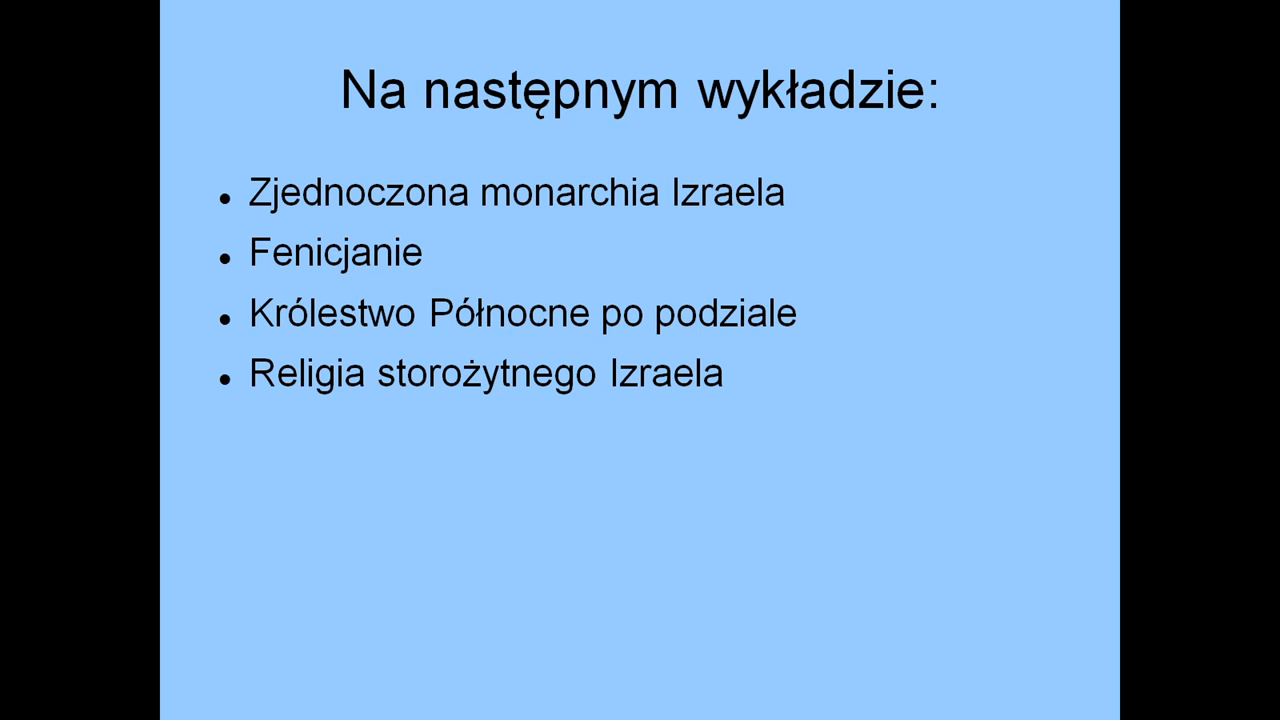 Na następnym wykładzie:
• Zjednoczona monarchia Izraela
• Fenicjanie
• Królestwo Północne po podziale
• Religia storożytnego Izraela